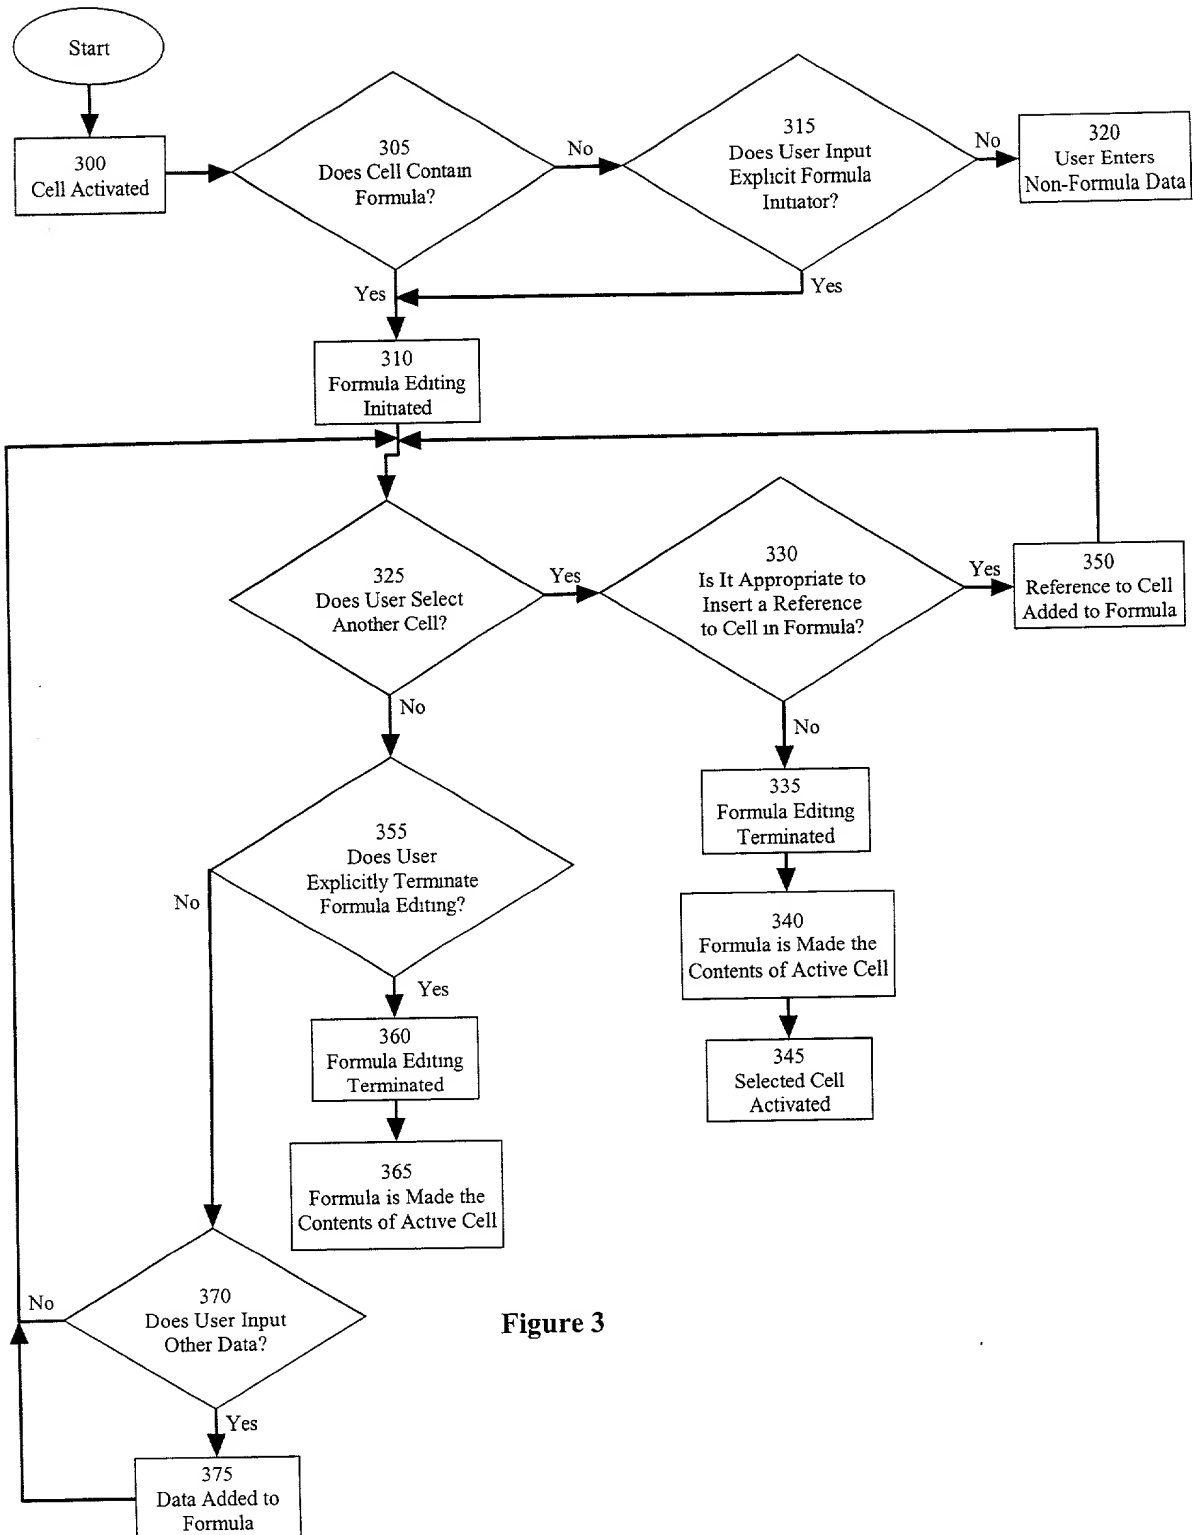 Start
300
Cell Activated
305
Does Cell Contain
Formula?
No
315
Does User Input
Explicit Formula
Initiator?
No
320
User Enters
Non-Formula Data
Yes
Yes
310
Formula Editing
Initiated
325
Does User Select
Another Cell?
Yes
330
Is It Appropriate to
Insert a Reference
to Cell in Formula?
Yes
350
Reference to Cell
Added to Formula
No
No
335
Formula Editing
Terminated
340
Formula is Made the
Contents of Active Cell
345
Selected Cell
Activated
355
Does User
Explicitly Terminate
Formula Editing?
No
Yes
360
Formula Editing
Terminated
365
Formula is Made the
Contents of Active Cell
370
Does User Input
Other Data?
No
Yes
375
Data Added to
Formula
Figure 3